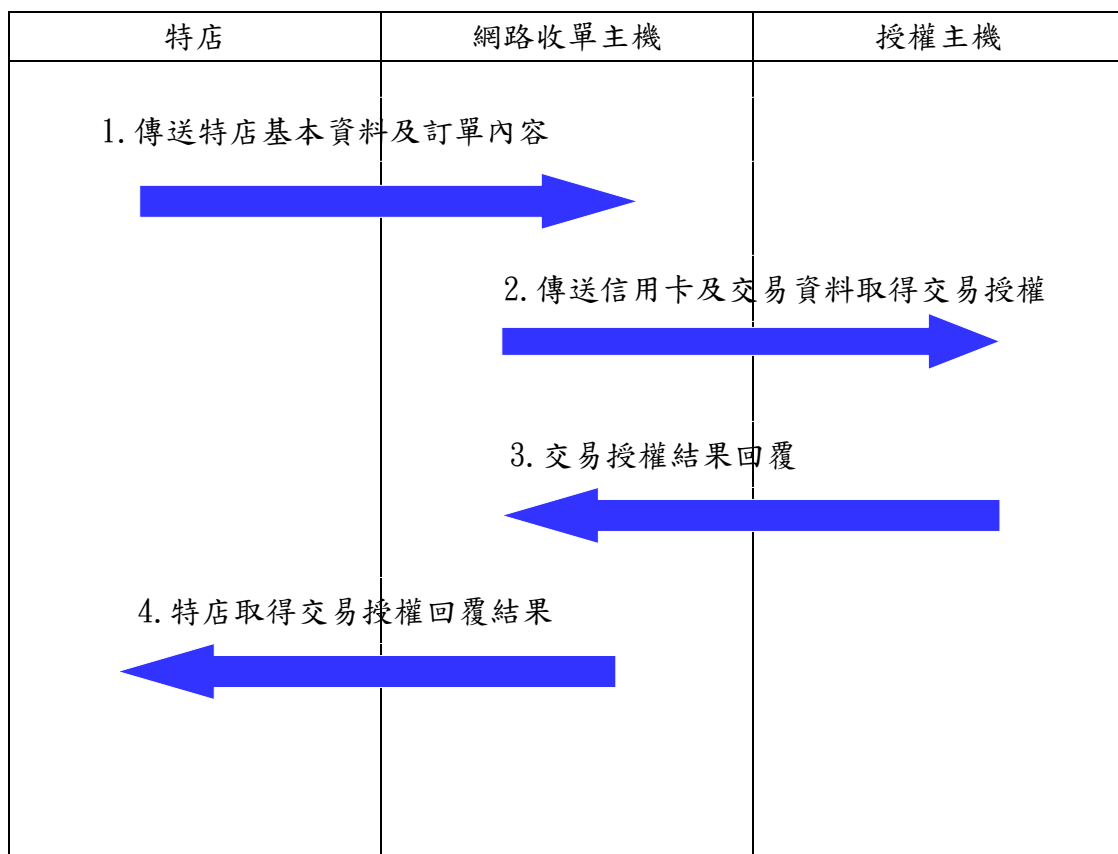 特店
網路收單主機
授權主機
1.傳送特店基本資料及訂單內容
2.傳送信用卡及交易資料取得交易授權
3.交易授權結果回覆
4.特店取得交易授權回覆結果